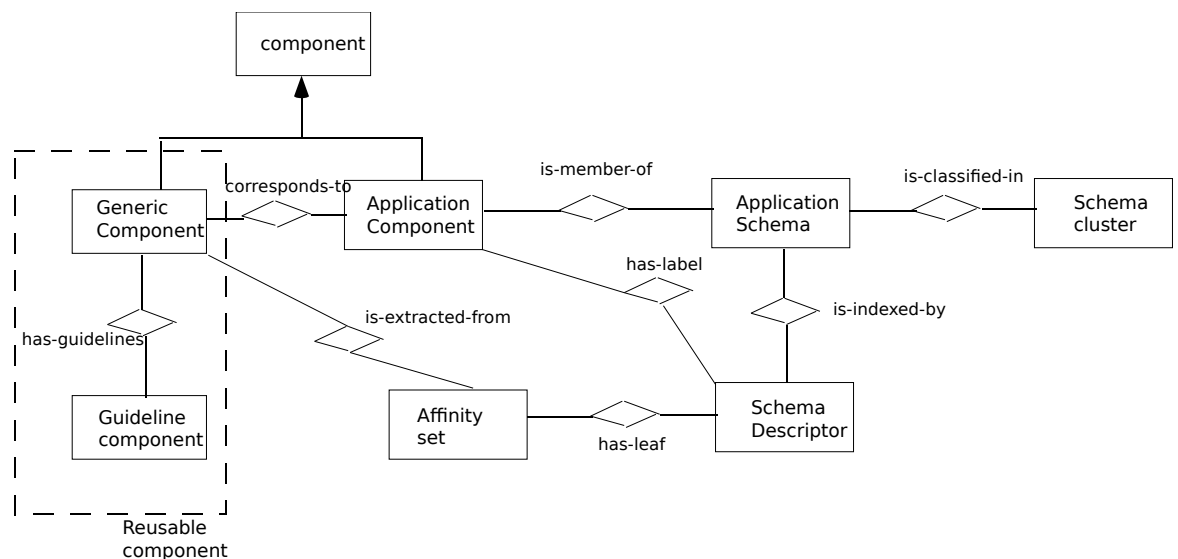 component
is-member-of
is-classified-in
corresponds-to
Generic
Component
Application
Component
Application
Schema
Schema
cluster
has-label
is-extracted-from
is-indexed-by
has-guidelines
Guideline
component
Affinity
set
has-leaf
Schema
Descriptor
Reusable
component